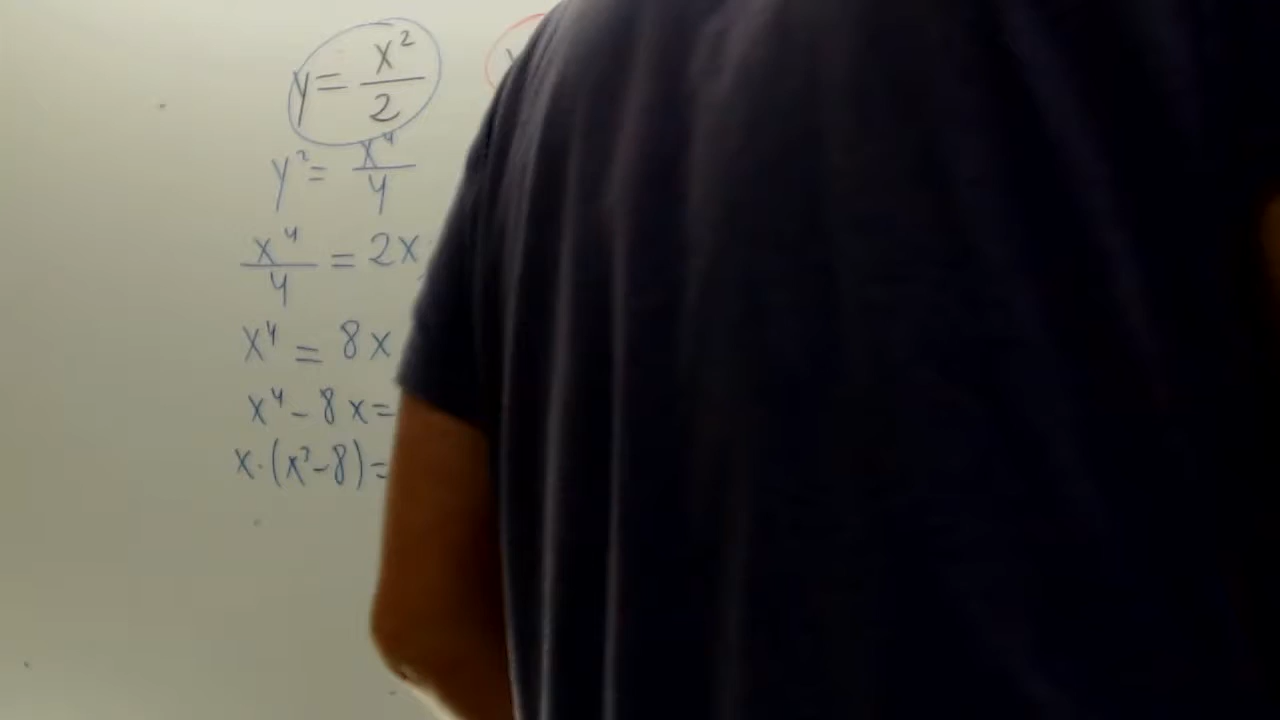 y = x²/2
y² = x⁴/4
x⁴/4 = 2x
x⁴ = 8x
x⁴ - 8x =
x · (x³ - 8) =